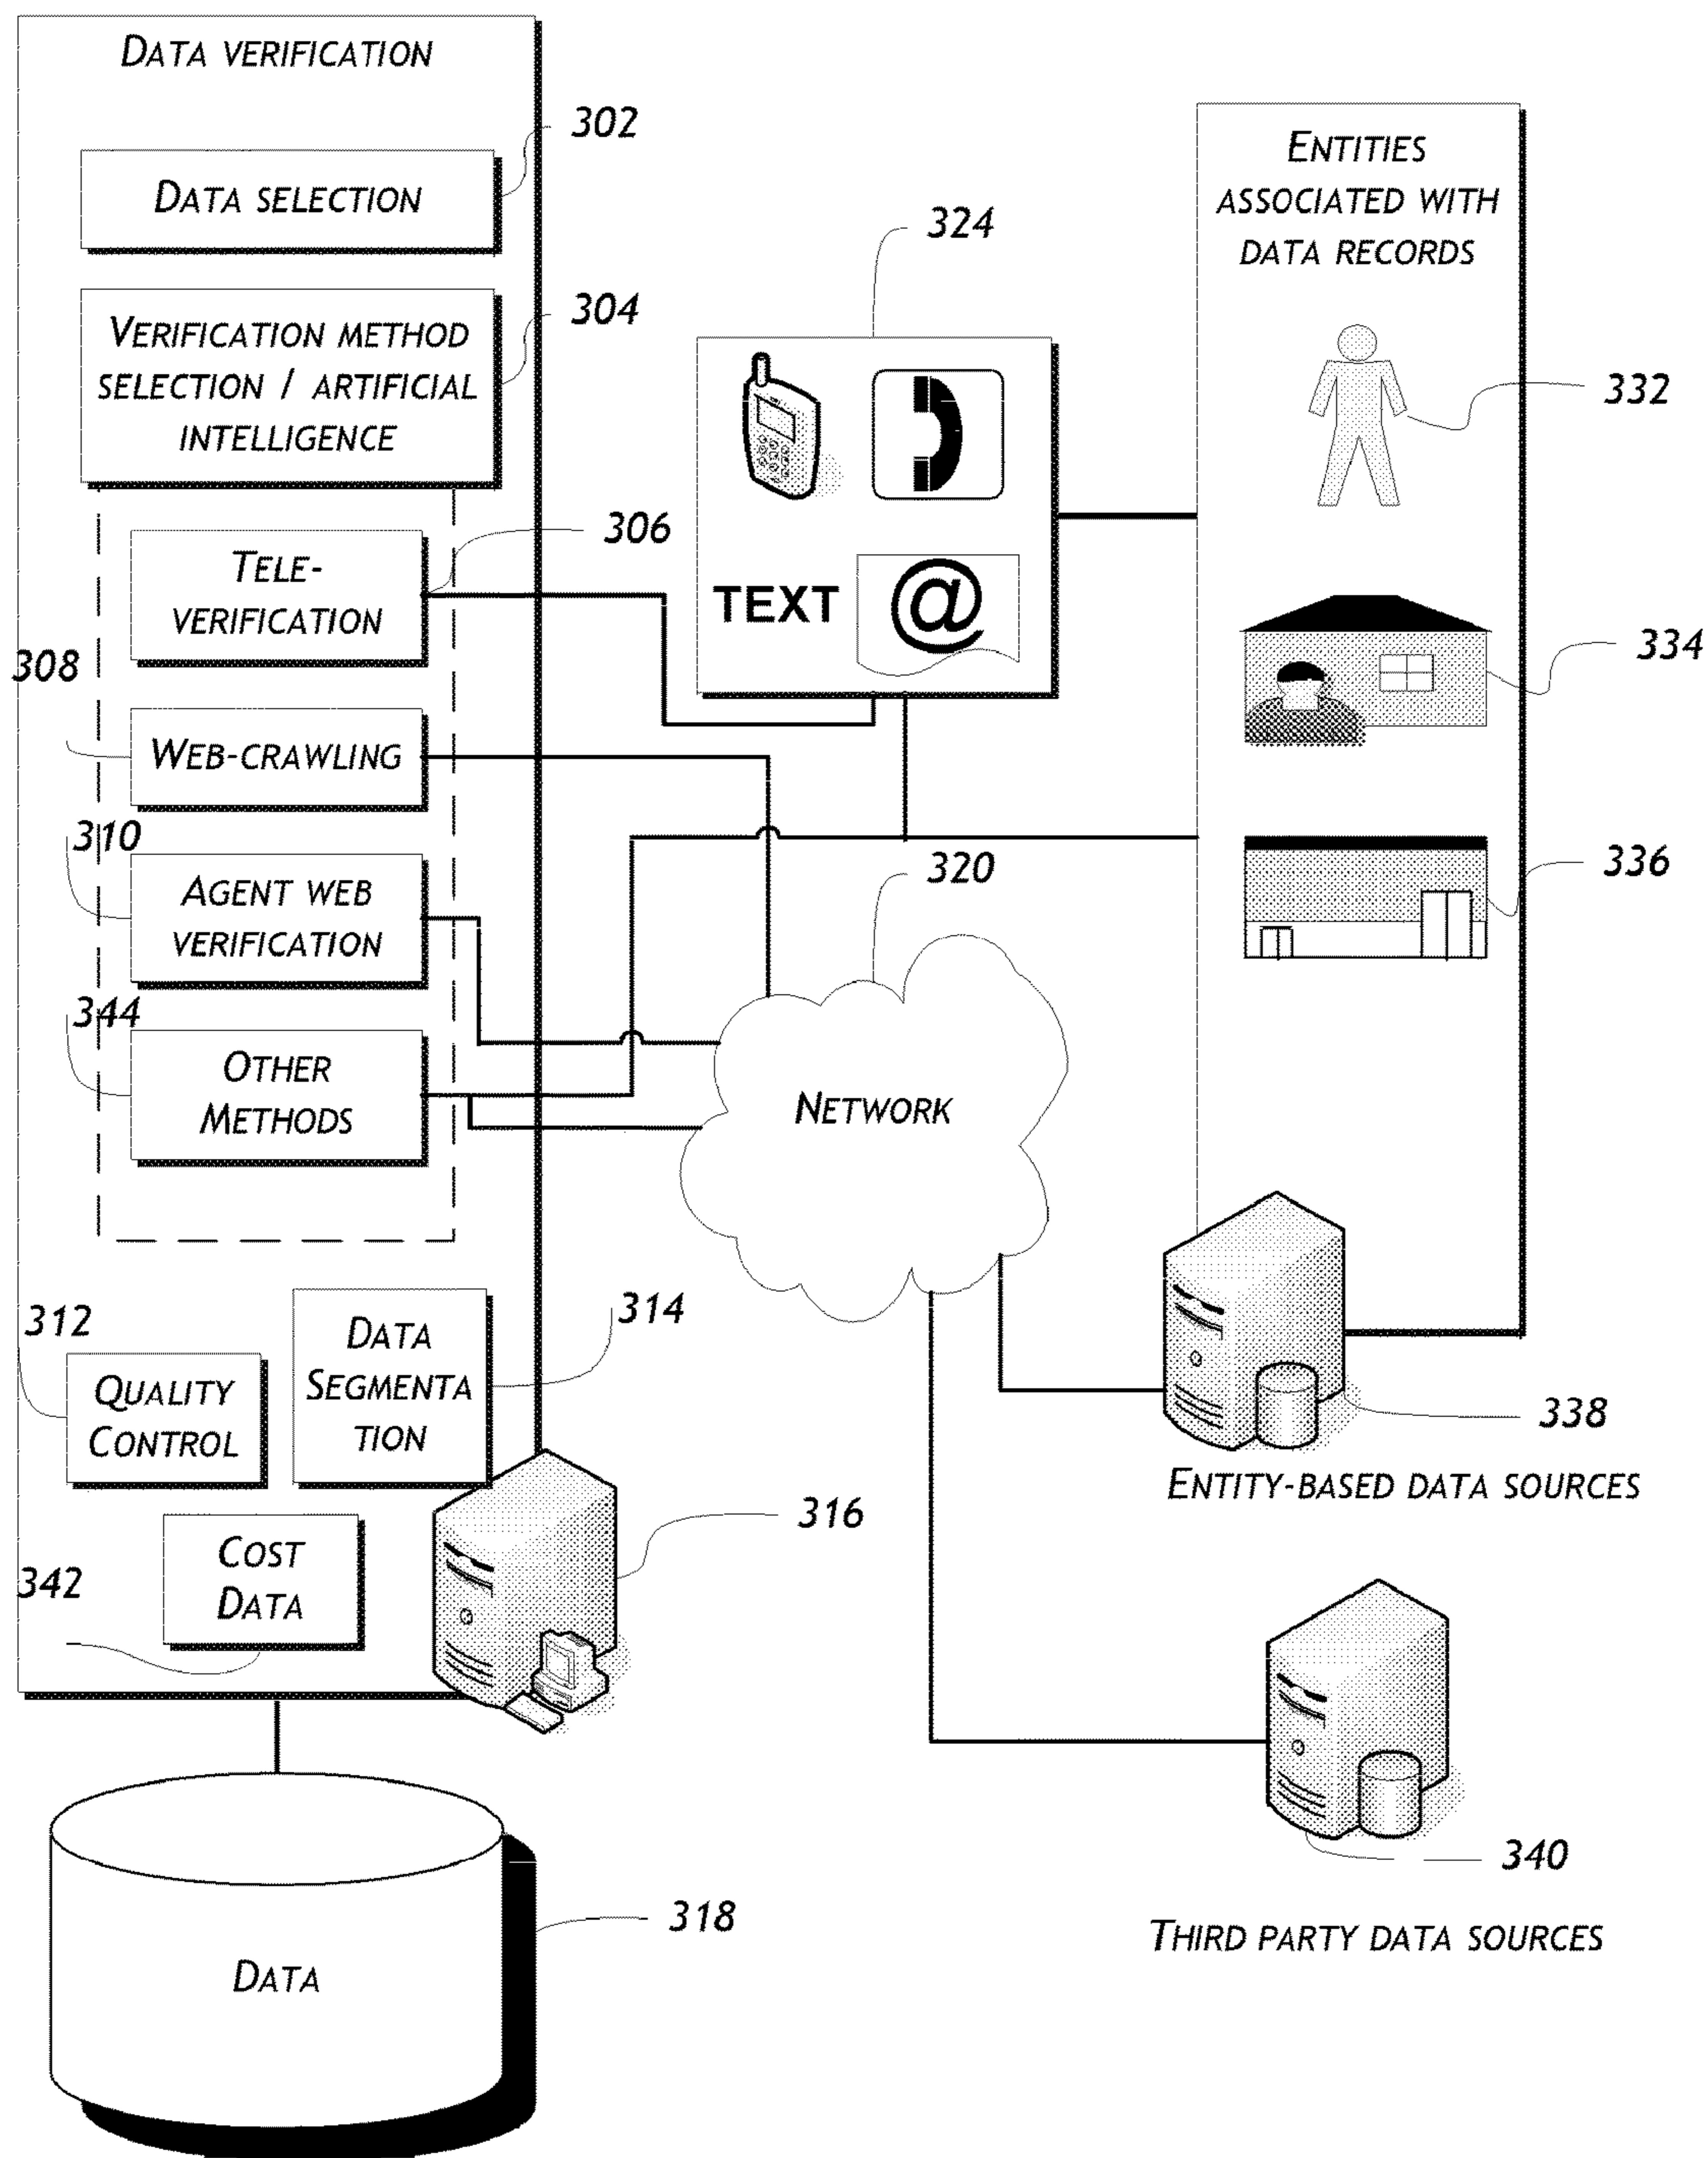 DATA VERIFICATION
302
DATA SELECTION
304
VERIFICATION METHOD
SELECTION / ARTIFICIAL
INTELLIGENCE
306
TELE-
VERIFICATION
308
WEB-CRAWLING
310
AGENT WEB
VERIFICATION
344
OTHER
METHODS
312
QUALITY
CONTROL
314
DATA
SEGMENTA
TION
342
COST
DATA
316
318
DATA
324
TEXT
@
320
NETWORK
ENTITIES
ASSOCIATED WITH
DATA RECORDS
332
334
336
338
ENTITY-BASED DATA SOURCES
340
THIRD PARTY DATA SOURCES